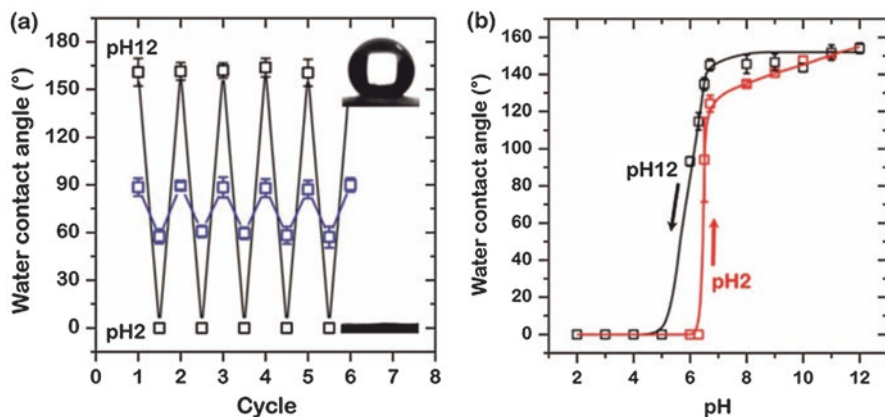 (a)
Water contact angle (°)
180
150
120
90
60
30
0
pH12
pH2
0 1 2 3 4 5 6 7 8
Cycle
(b)
Water contact angle (°)
160
140
120
100
80
60
40
20
0
pH12
pH2
2 4 6 8 10 12
pH